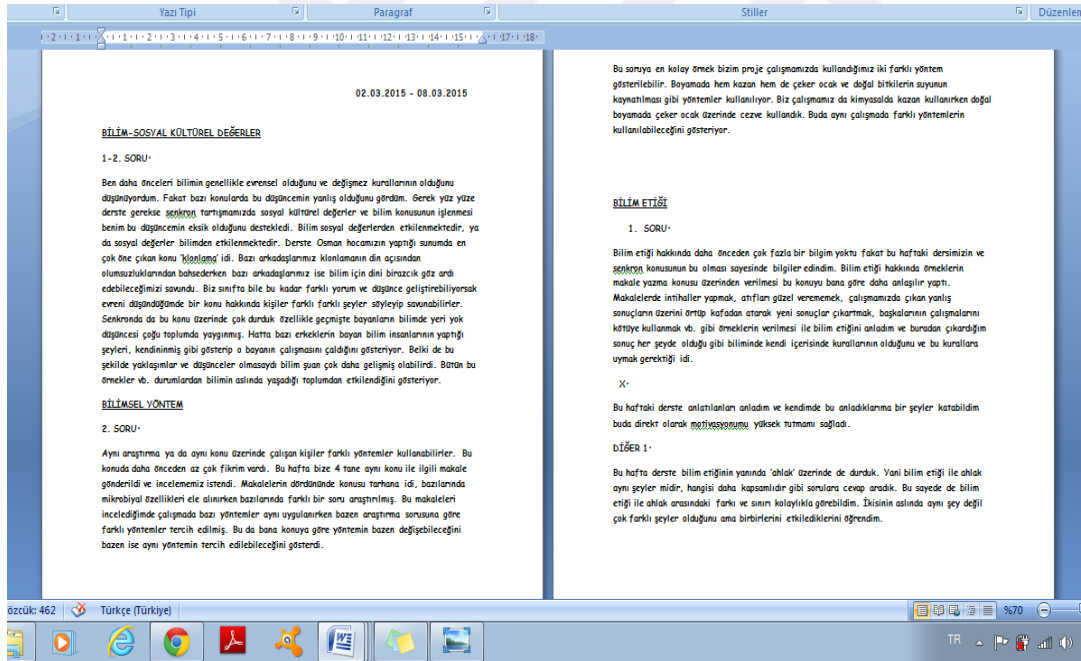 Yazı Tipi
Paragraf
Stiller
Düzenlem
02.03.2015 - 08.03.2015
BİLİM-SOSYAL KÜLTÜREL DEĞERLER
1-2. SORU·
Ben daha önceleri bilimin genellikle evrensel olduğunu ve değişmez kurallarının olduğunu
düşünüyordum. Fakat bazı konularda bu düşüncemin yanlış olduğunu gördüm. Gerek yüz yüze
derste gerekse senkron tartışmamızda sosyal kültürel değerler ve bilim konusunun işlenmesi
benim bu düşüncemin eksik olduğunu destekledi. Bilim sosyal değerlerden etkilenmektedir, ya
da sosyal değerler bilimden etkilenmektedir. Derste Osman hocamızın yaptığı sunumda en
çok öne çıkan konu 'klonlama' idi. Bazı arkadaşlarımız klonlamanın din açısından
olumsuzluklarından bahsederken bazı arkadaşlarımız ise bilim için dini birazcık göz ardı
edebileceğimizi savundu. Biz sınıfta bile bu kadar farklı yorum ve düşünce geliştirebiliyorsak
evreni düşündüğümde bir konu hakkında kişiler farklı farklı şeyler söyleyip savunabilirler.
Senkronda da bu konu üzerinde çok durduk özellikle geçmişte bayanların bilimde yeri yok
düşüncesi çoğu toplumda yaygınmış. Hatta bazı erkeklerin bayan bilim insanlarının yaptığı
şeyleri, kendininmiş gibi gösterip o bayanın çalışmasını çaldığını gösteriyor. Belki de bu
şekilde yaklaşımlar ve düşünceler olmasaydı bilim şuan çok daha gelişmiş olabilirdi. Bütün bu
örnekler vb. durumlardan bilimin aslında yaşadığı toplumdan etkilendiğini gösteriyor.
BİLİMSEL YÖNTEM
2. SORU·
Aynı araştırma ya da aynı konu üzerinde çalışan kişiler farklı yöntemler kullanabilirler. Bu
konuda daha önceden az çok fikrim vardı. Bu hafta bize 4 tane aynı konu ile ilgili makale
gönderildi ve incelememiz istendi. Makalelerin dördününde konusu tarhana idi, bazılarında
mikrobiyal özellikleri ele alınırken bazılarında farklı bir soru araştırılmış. Bu makaleleri
incelediğimde çalışmada bazı yöntemler aynı uygulanırken bazen araştırma sorusuna göre
farklı yöntemler tercih edilmiş. Bu da bana konuya göre yöntemin bazen değişebileceğini
bazen ise aynı yöntemin tercih edilebileceğini gösterdi.
Bu soruya en kolay örnek bizim proje çalışmamızda kullandığımız iki farklı yöntem
gösterilebilir. Boyamada hem kazan hem de çeker ocak ve doğal bitkilerin suyunun
kaynatılması gibi yöntemler kullanılıyor. Biz çalışmamız da kimyasalda kazan kullanırken doğal
boyamada çeker ocak üzerinde cezve kullandık. Buda aynı çalışmada farklı yöntemlerin
kullanılabileceğini gösteriyor.
BİLİM ETİĞİ
1. SORU·
Bilim etiği hakkında daha önceden çok fazla bir bilgim yoktu fakat bu haftaki dersimizin ve
senkron konusunun bu olması sayesinde bilgiler edindim. Bilim etiği hakkında örneklerin
makale yazma konusu üzerinden verilmesi bu konuyu bana göre daha anlaşılır yaptı.
Makalelerde intihaller yapmak, atıfları güzel verememek, çalışmamızda çıkan yanlış
sonuçların üzerini örtüp kafadan atarak yeni sonuçlar çıkartmak, başkalarının çalışmalarını
kötüye kullanmak vb. gibi örneklerin verilmesi ile bilim etiğini anladım ve buradan çıkardığım
sonuç her şeyde olduğu gibi biliminde kendi içerisinde kurallarının olduğunu ve bu kurallara
uymak gerektiği idi.
X·
Bu haftaki derste anlatılanları anladım ve kendimde bu anladıklarıma bir şeyler katabildim
buda direkt olarak motivasyonumu yüksek tutmamı sağladı.
DİĞER 1·
Bu hafta derste bilim etiğinin yanında 'ahlak' üzerinde de durduk. Yani bilim etiği ile ahlak
aynı şeyler midir, hangisi daha kapsamlıdır gibi sorulara cevap aradık. Bu sayede de bilim
etiği ile ahlak arasındaki farkı ve sınırı kolaylıkla görebildim. İkisinin aslında aynı şey değil
çok farklı şeyler olduğunu ama birbirlerini etkilediklerini öğrendim.
özcük: 462
Türkçe (Türkiye)
%70
TR